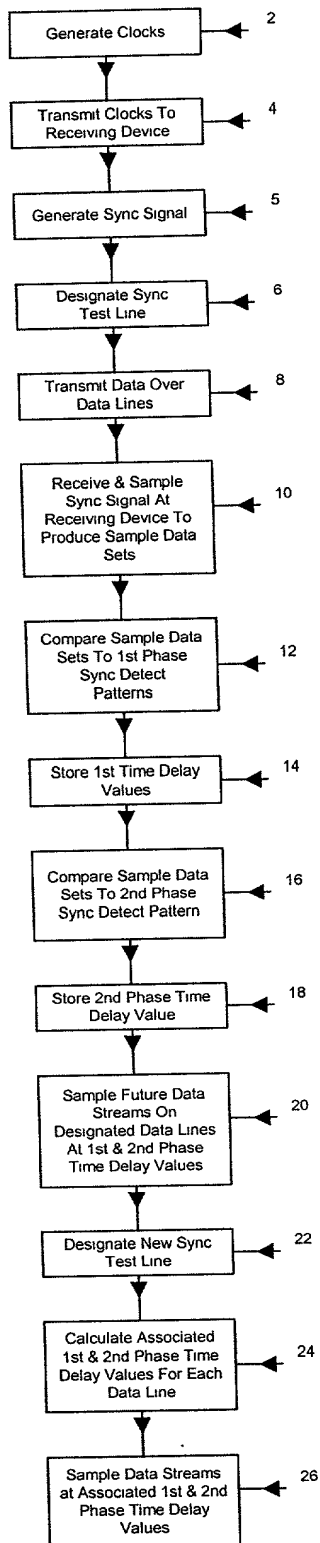 Generate Clocks
2
Transmit Clocks To
Receiving Device
4
Generate Sync Signal
5
Designate Sync
Test Line
6
Transmit Data Over
Data Lines
8
Receive & Sample
Sync Signal At
Receiving Device To
Produce Sample Data
Sets
10
Compare Sample Data
Sets To 1st Phase
Sync Detect
Patterns
12
Store 1st Time Delay
Values
14
Compare Sample Data
Sets To 2nd Phase
Sync Detect Pattern
16
Store 2nd Phase Time
Delay Value
18
Sample Future Data
Streams On
Designated Data Lines
At 1st & 2nd Phase
Time Delay Values
20
Designate New Sync
Test Line
22
Calculate Associated
1st & 2nd Phase Time
Delay Values For Each
Data Line
24
Sample Data Streams
at Associated 1st & 2nd
Phase Time Delay
Values
26